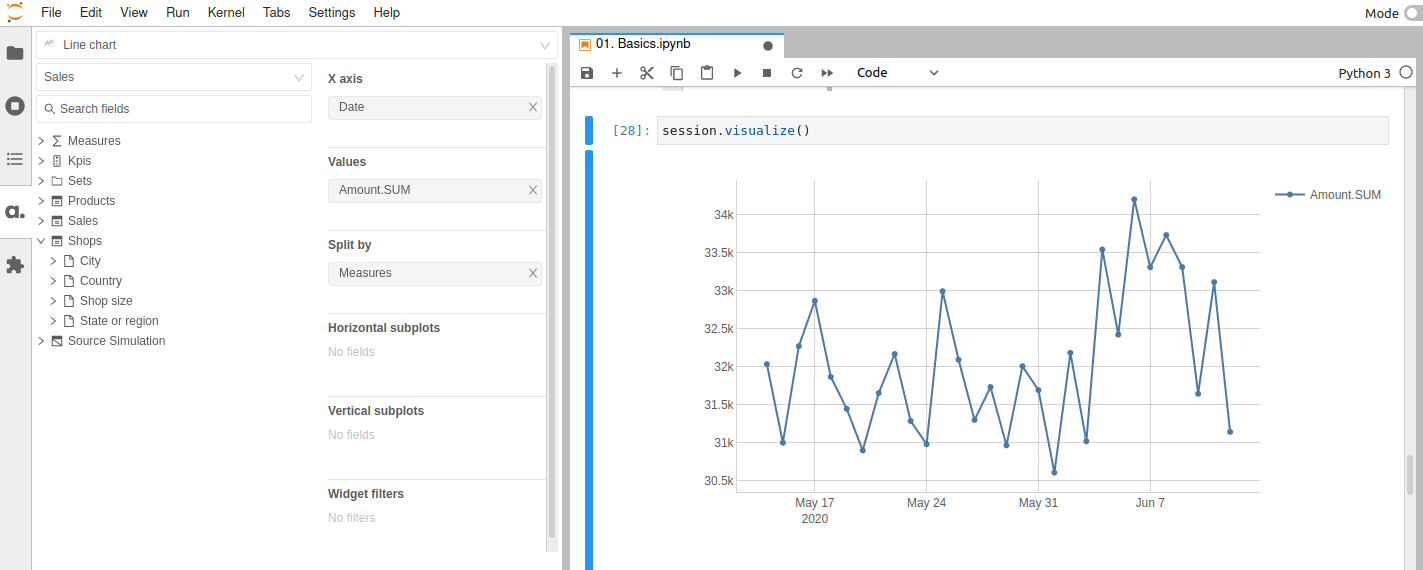 File Edit View Run Kernel Tabs Settings Help
Mode
Line chart
Sales
Search fields
Measures
Kpis
Sets
Products
Sales
Shops
City
Country
Shop size
State or region
Source Simulation
X axis
Date X
Values
Amount.SUM X
Split by
Measures X
Horizontal subplots
No fields
Vertical subplots
No fields
Widget filters
No filters
01. Basics.ipynb
Code
Python 3
[28]: session.visualize()
Amount.SUM
34k
33.5k
33k
32.5k
32k
31.5k
31k
30.5k
May 17 May 24 May 31 Jun 7
2020
a.